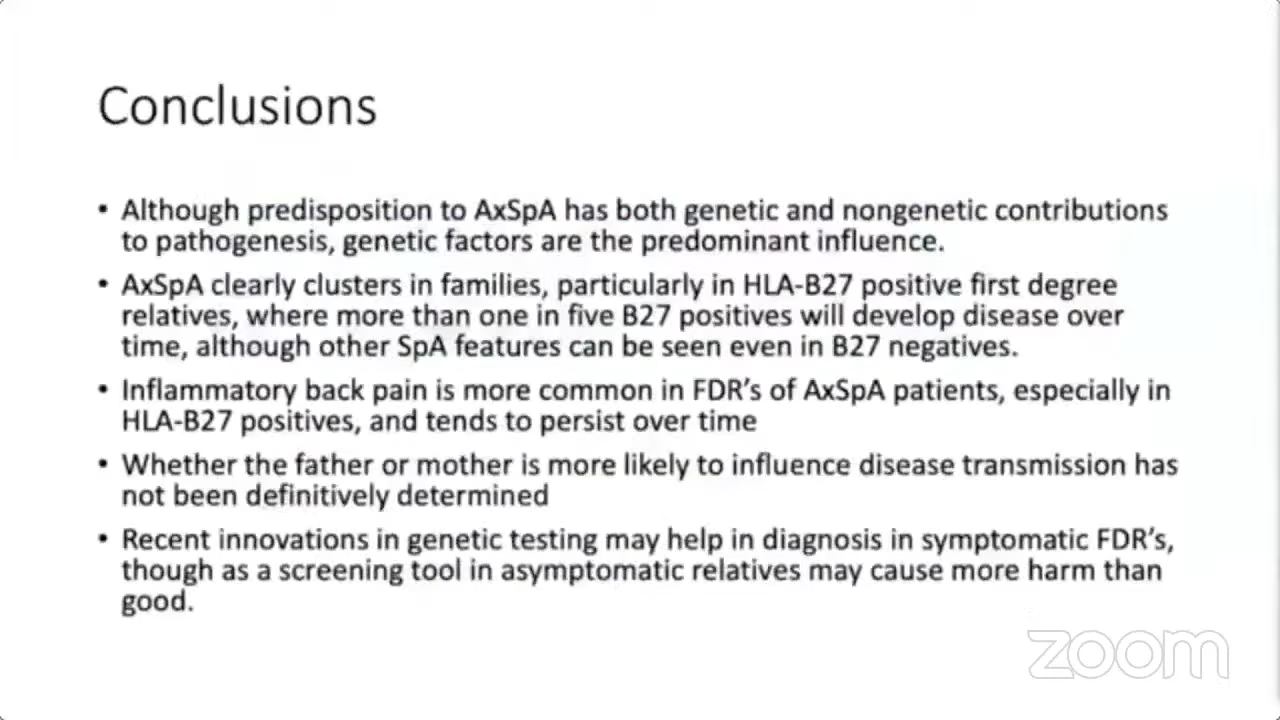 Conclusions
• Although predisposition to AxSpA has both genetic and nongenetic contributions
to pathogenesis, genetic factors are the predominant influence.
• AxSpA clearly clusters in families, particularly in HLA-B27 positive first degree
relatives, where more than one in five B27 positives will develop disease over
time, although other SpA features can be seen even in B27 negatives.
• Inflammatory back pain is more common in FDR's of AxSpA patients, especially in
HLA-B27 positives, and tends to persist over time
• Whether the father or mother is more likely to influence disease transmission has
not been definitively determined
• Recent innovations in genetic testing may help in diagnosis in symptomatic FDR's,
though as a screening tool in asymptomatic relatives may cause more harm than
good.
zoom